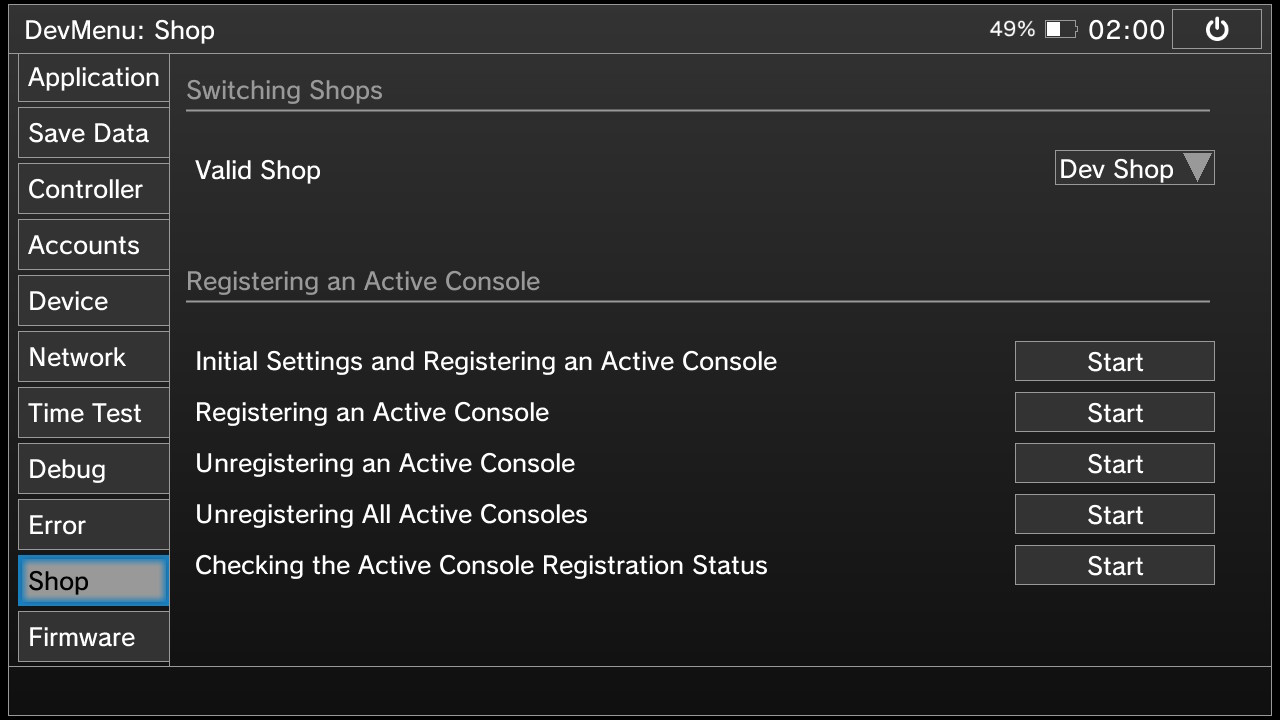 DevMenu: Shop
49%
02:00
Application
Save Data
Controller
Accounts
Device
Network
Time Test
Debug
Error
Shop
Firmware
Switching Shops
Valid Shop
Dev Shop
Registering an Active Console
Initial Settings and Registering an Active Console
Start
Registering an Active Console
Start
Unregistering an Active Console
Start
Unregistering All Active Consoles
Start
Checking the Active Console Registration Status
Start